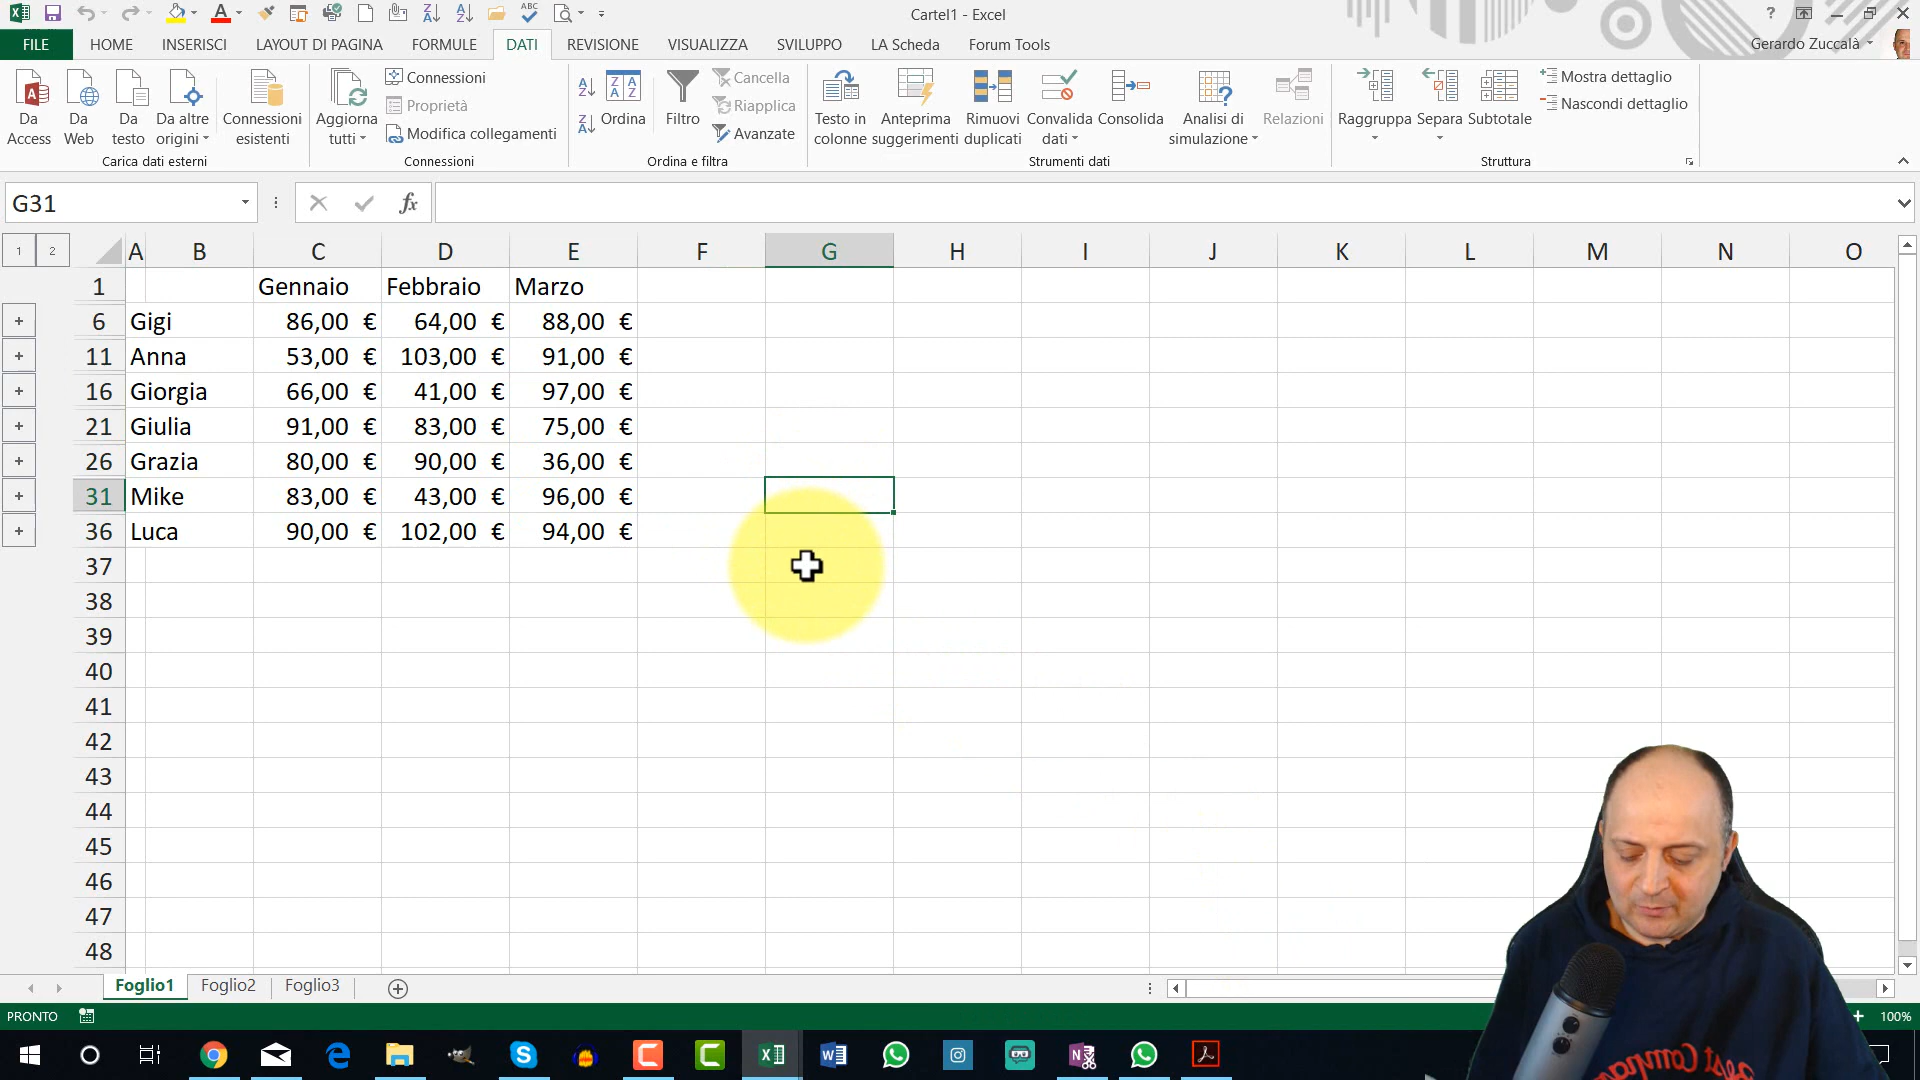 ABC
Cartel1 - Excel
?
FILE HOME INSERISCI LAYOUT DI PAGINA FORMULE DATI REVISIONE VISUALIZZA SVILUPPO LA Scheda Forum Tools Gerardo Zuccalà
Da Access
Da Web
Da testo
Da altre origini
Connessioni esistenti
Carica dati esterni
Aggiorna tutti
Connessioni
Proprietà
Modifica collegamenti
Connessioni
Ordina
Filtro
Cancella
Riapplica
Avanzate
Ordina e filtra
Testo in colonne
Anteprima suggerimenti
Rimuovi duplicati
Convalida dati
Consolida
Analisi di simulazione
Relazioni
Strumenti dati
Raggruppa
Separa
Subtotale
Mostra dettaglio
Nascondi dettaglio
Struttura
G31
fx
1 2 A B C D E F G H I J K L M N O
1 Gennaio Febbraio Marzo
6 Gigi 86,00 € 64,00 € 88,00 €
11 Anna 53,00 € 103,00 € 91,00 €
16 Giorgia 66,00 € 41,00 € 97,00 €
21 Giulia 91,00 € 83,00 € 75,00 €
26 Grazia 80,00 € 90,00 € 36,00 €
31 Mike 83,00 € 43,00 € 96,00 €
36 Luca 90,00 € 102,00 € 94,00 €
37
38
39
40
41
42
43
44
45
46
47
48
Foglio1 Foglio2 Foglio3
PRONTO
100%